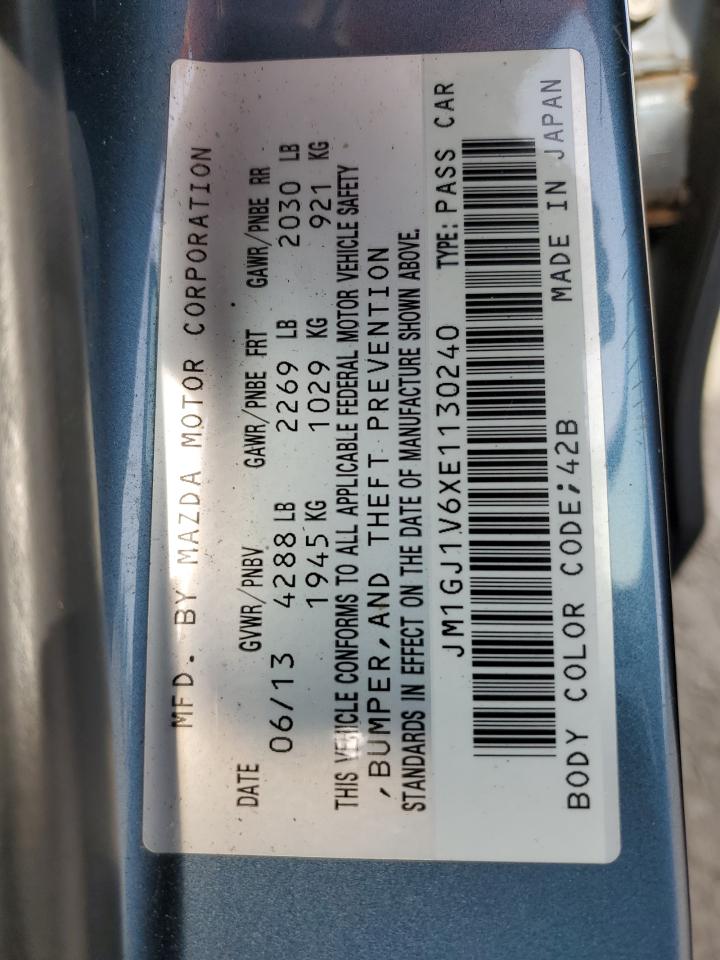 MFD. BY MAZDA MOTOR CORPORATION
DATE GVWR/PNBV GAWR/PNBE FRT GAWR/PNBE RR
06/13 4288 LB 2269 LB 2030 LB
1945 KG 1029 KG 921 KG
THIS VEHICLE CONFORMS TO ALL APPLICABLE FEDERAL MOTOR VEHICLE SAFETY
,BUMPER,AND THEFT PREVENTION
STANDARDS IN EFFECT ON THE DATE OF MANUFACTURE SHOWN ABOVE.
JM1GJ1V6XE1130240 TYPE:PASS CAR
BODY COLOR CODE;42B MADE IN JAPAN